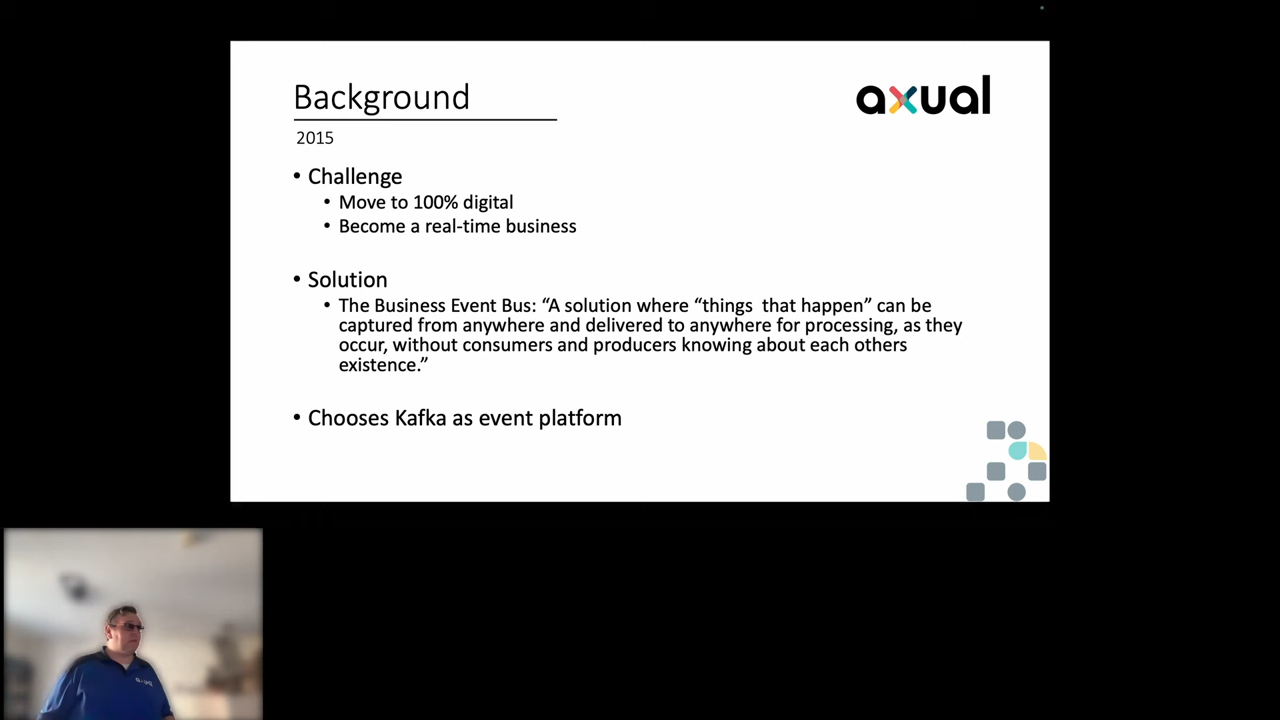 Background
axual
2015
• Challenge
• Move to 100% digital
• Become a real-time business
• Solution
• The Business Event Bus: “A solution where “things  that happen” can be
captured from anywhere and delivered to anywhere for processing, as they
occur, without consumers and producers knowing about each others
existence.”
• Chooses Kafka as event platform
axual